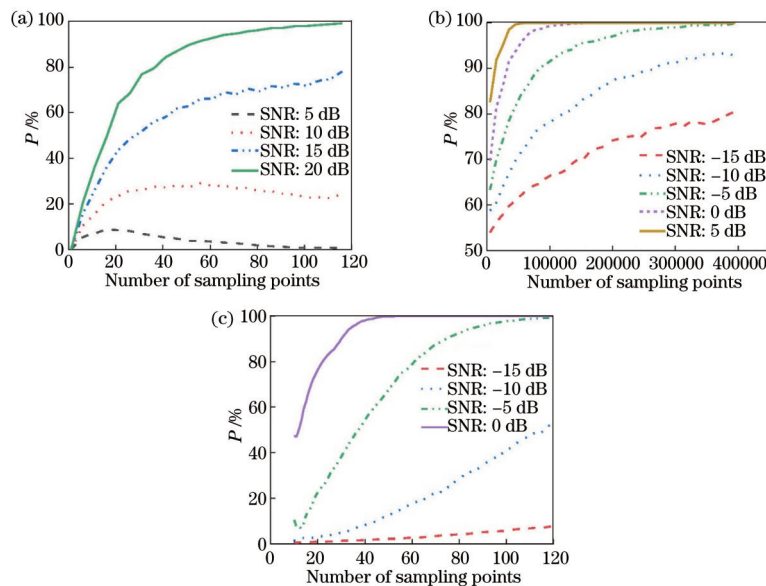 (a)
100
80
60
40
20
0
P /%
SNR: 5 dB
SNR: 10 dB
SNR: 15 dB
SNR: 20 dB
0 20 40 60 80 100 120
Number of sampling points
(b)
100
90
80
70
60
50
P /%
SNR: −15 dB
SNR: −10 dB
SNR: −5 dB
SNR: 0 dB
SNR: 5 dB
0 100000 200000 300000 400000
Number of sampling points
(c)
100
80
60
40
20
0
P /%
SNR: −15 dB
SNR: −10 dB
SNR: −5 dB
SNR: 0 dB
0 20 40 60 80 100 120
Number of sampling points